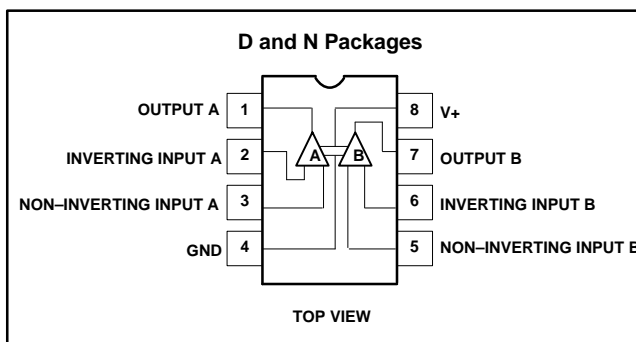 D and N Packages
OUTPUT A 1
8 V+
INVERTING INPUT A 2
7 OUTPUT B
NON–INVERTING INPUT A 3
6 INVERTING INPUT B
GND 4
5 NON–INVERTING INPUT B
A
B
TOP VIEW